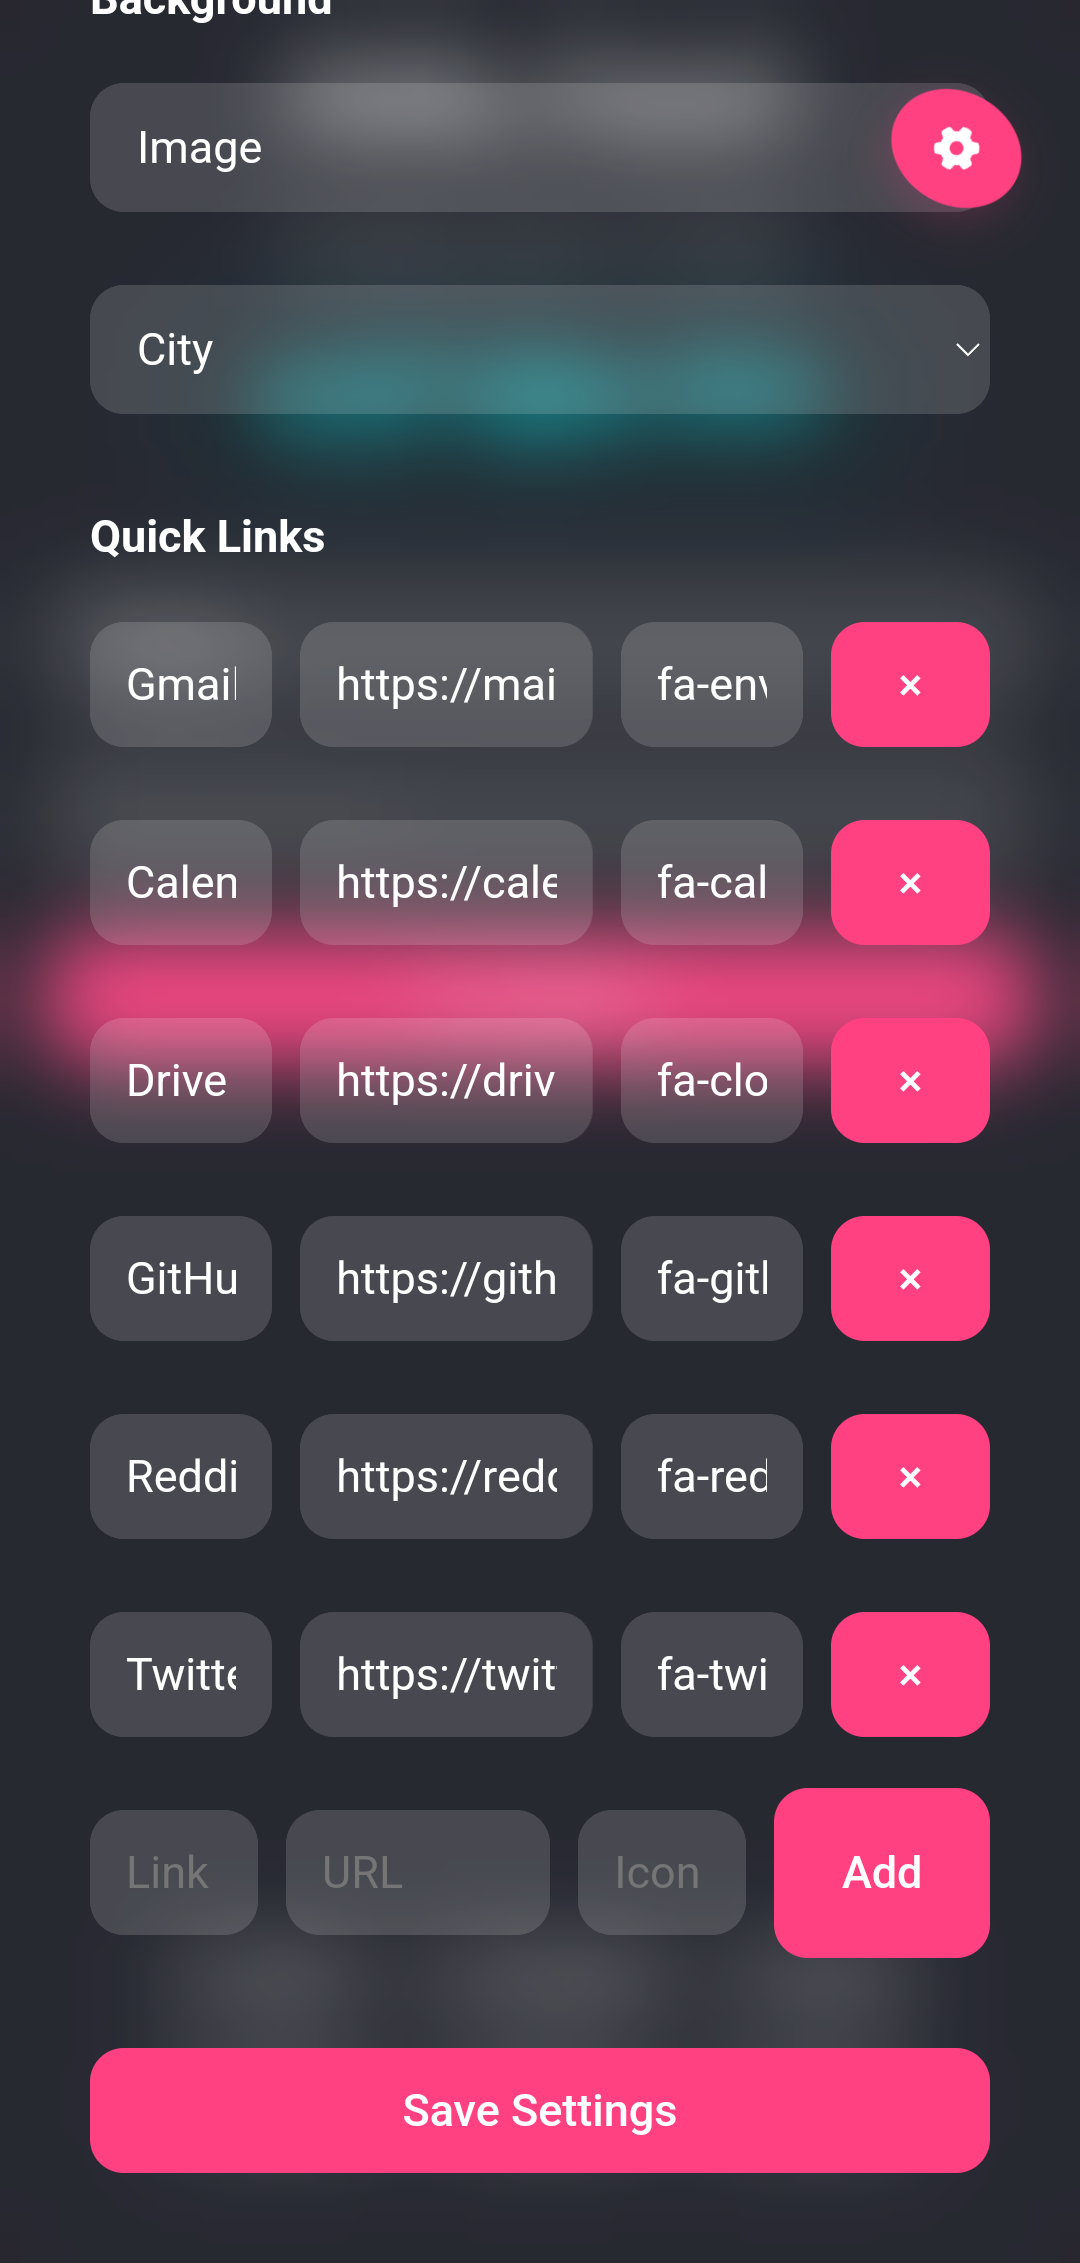 Background
Image
City
Quick Links
Gmail https://mai fa-env ×
Calen https://cale fa-cal ×
Drive https://driv fa-clo ×
GitHu https://gith fa-gith ×
Reddi https://redd fa-red ×
Twitte https://twit fa-twi ×
Link URL Icon Add
Save Settings